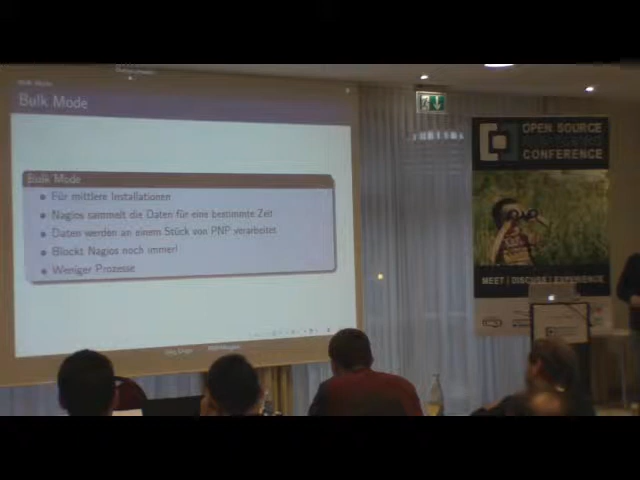 Bulk Mode
Bulk Mode
Für mittlere Installationen
Nagios sammelt die Daten für eine bestimmte Zeit
Daten werden an einem Stück von PNP verarbeitet
Blockt Nagios noch immer!
Weniger Prozesse
OPEN SOURCE
CONFERENCE
MEET | DISCUSS | EXPERIENCE